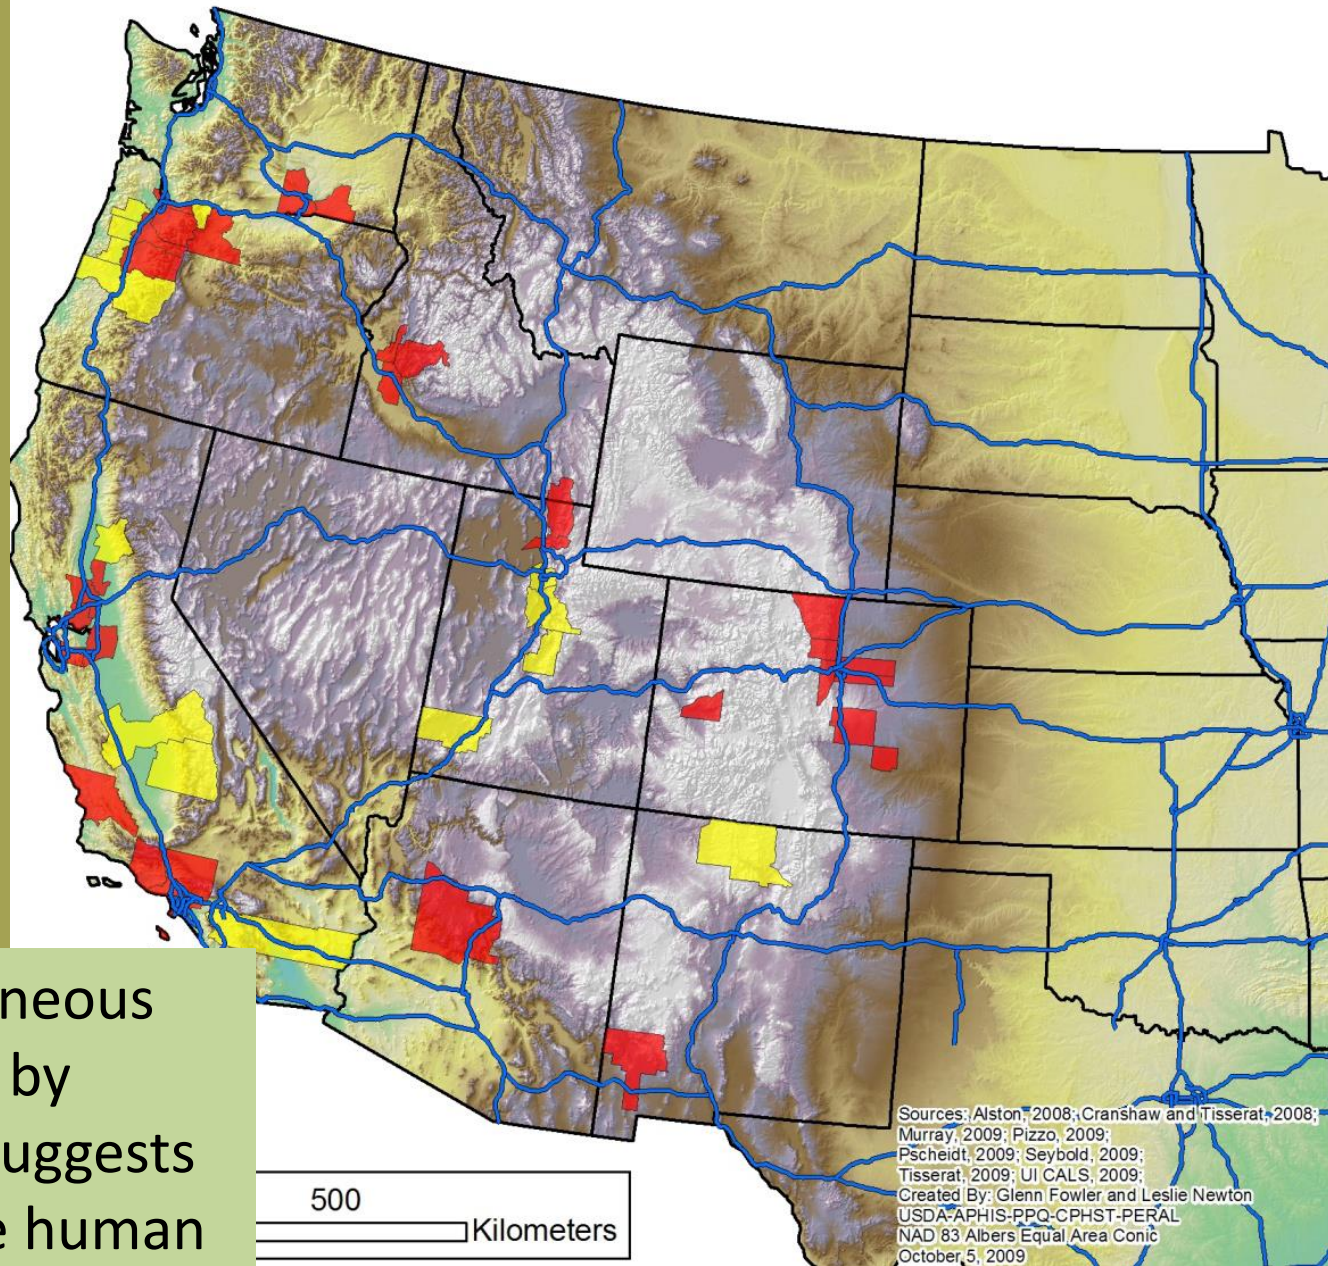 neous
by
uggests
e human
500
Kilometers
Sources: Alston, 2008; Cranshaw and Tisserat, 2008;
Murray, 2009; Pizzo, 2009;
Pscheidt, 2009; Seybold, 2009;
Tisserat, 2009; UI CALS, 2009;
Created By: Glenn Fowler and Leslie Newton
USDA-APHIS-PPQ-CPHST-PERAL
NAD 83 Albers Equal Area Conic
October 5, 2009